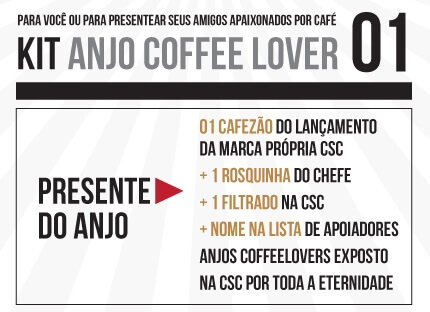 PARA VOCÊ OU PARA PRESENTEAR SEUS AMIGOS APAIXONADOS POR CAFÉ
KIT ANJO COFFEE LOVER 01
PRESENTE
DO ANJO
01 CAFEZÃO DO LANÇAMENTO
DA MARCA PRÓPRIA CSC
+ 1 ROSQUINHA DO CHEFE
+ 1 FILTRADO NA CSC
+ NOME NA LISTA DE APOIADORES
ANJOS COFFEELOVERS EXPOSTO
NA CSC POR TODA A ETERNIDADE